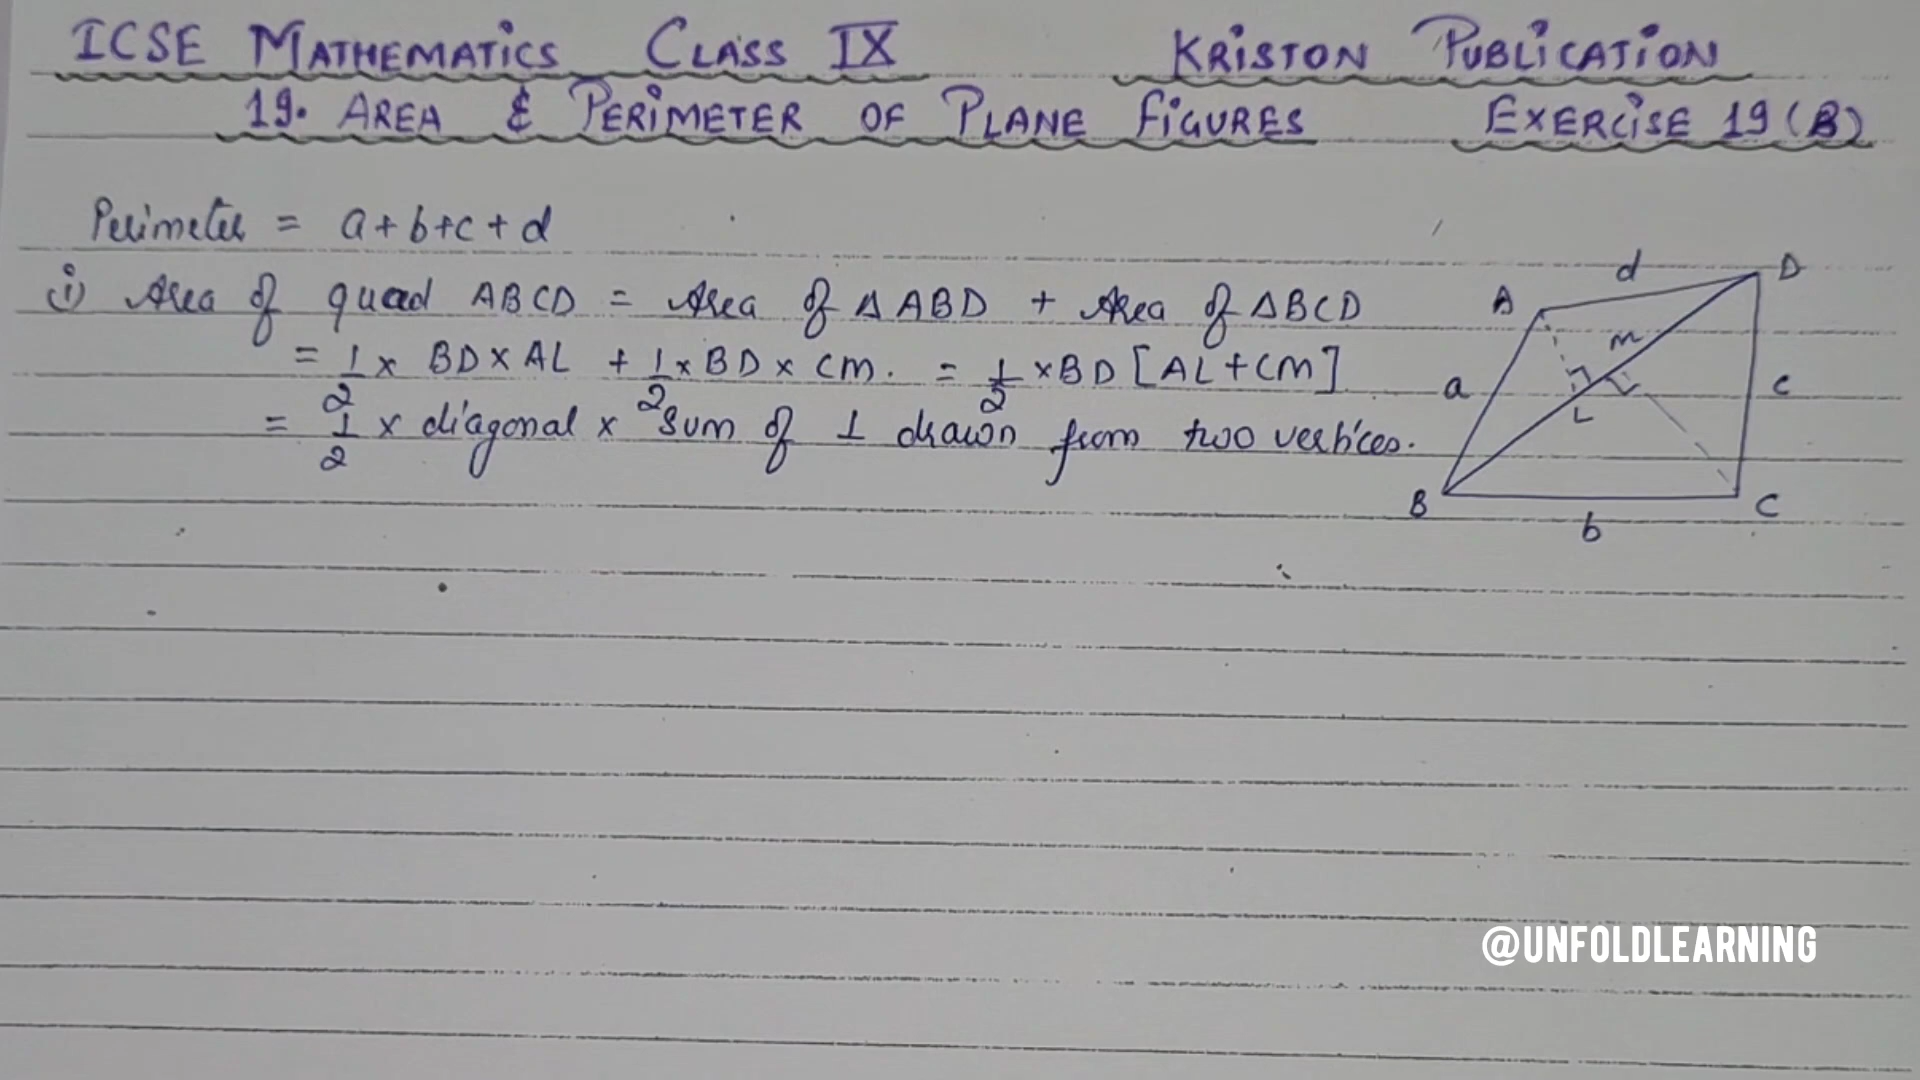 ICSE MATHEMATICS CLASS IX KRISTON PUBLICATION
19. AREA & PERIMETER OF PLANE FIGURES EXERCISE 19 (B)
Perimeter = a+b+c+d
(i) Area of quad ABCD = Area of Δ ABD + Area of ΔBCD
= 1/2 × BD × AL + 1/2 × BD × CM. = 1/2 × BD [AL+CM]
= 1/2 × diagonal × sum of ⊥ drawn from two vertices.
d
D
A
m
a
c
L
B
C
b
@UNFOLDLEARNING